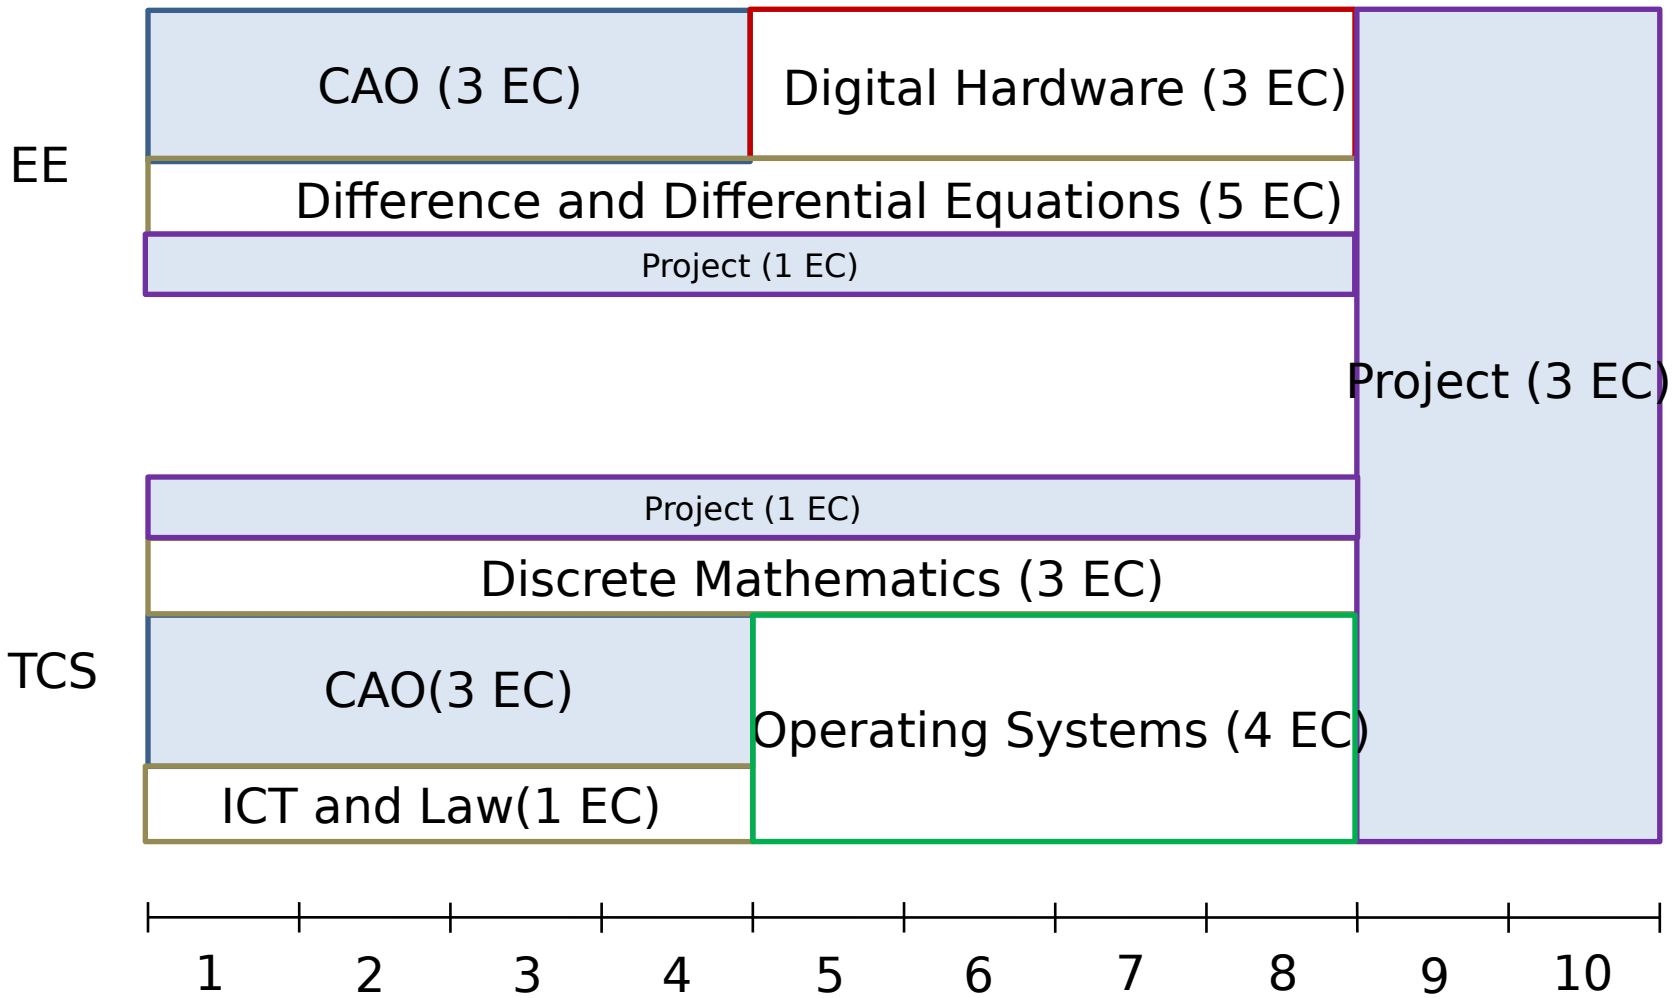 CAO (3 EC)
Digital Hardware (3 EC)
EE
Difference and Differential Equations (5 EC)
Project (1 EC)
Project (3 EC)
Project (1 EC)
Discrete Mathematics (3 EC)
TCS
CAO(3 EC)
Operating Systems (4 EC)
ICT and Law(1 EC)
1 2 3 4 5 6 7 8 9 10